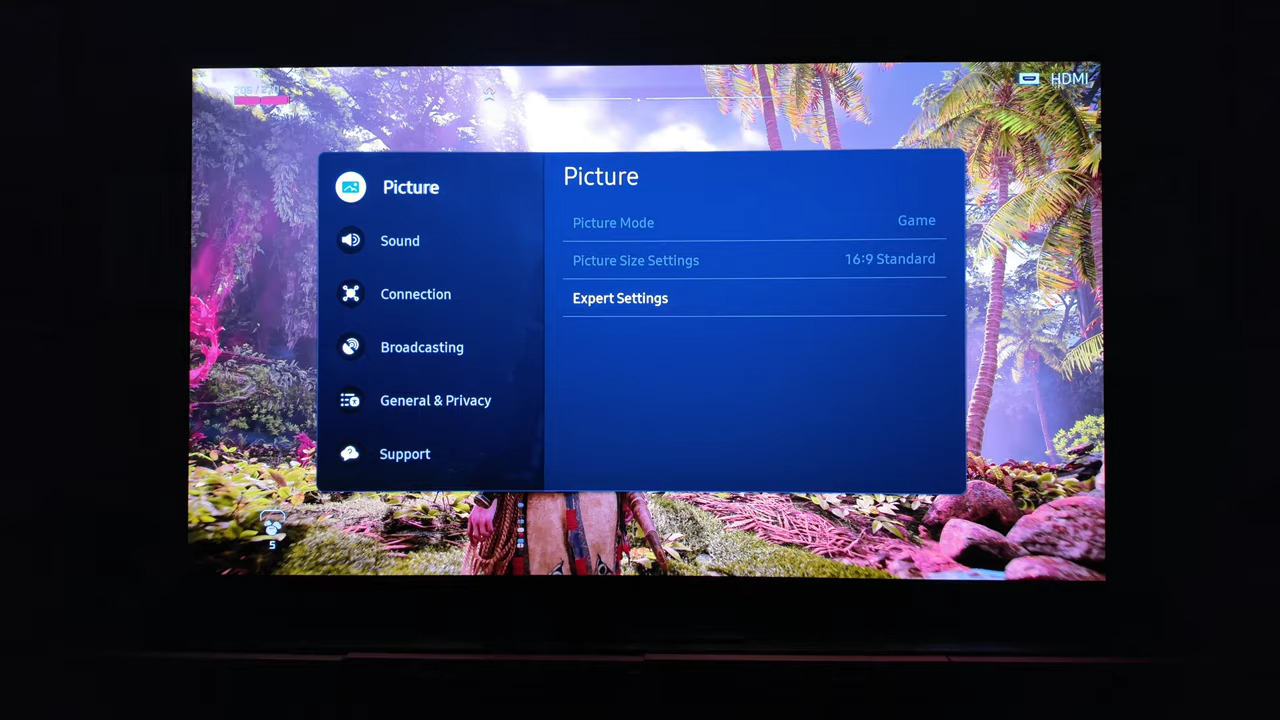 HDMI
Picture
Sound
Connection
Broadcasting
General & Privacy
Support
Picture
Picture Mode Game
Picture Size Settings 16:9 Standard
Expert Settings
5